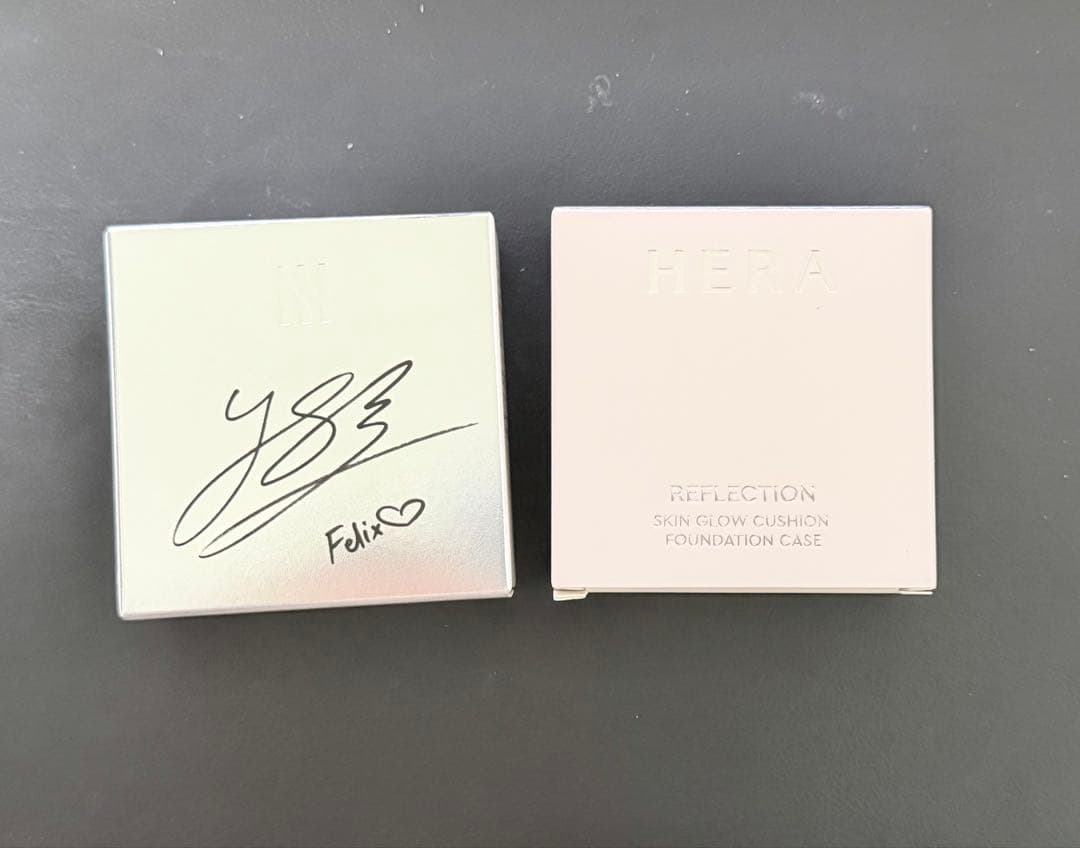 Felix♡
HERA
REFLECTION
SKIN GLOW CUSHION
FOUNDATION CASE